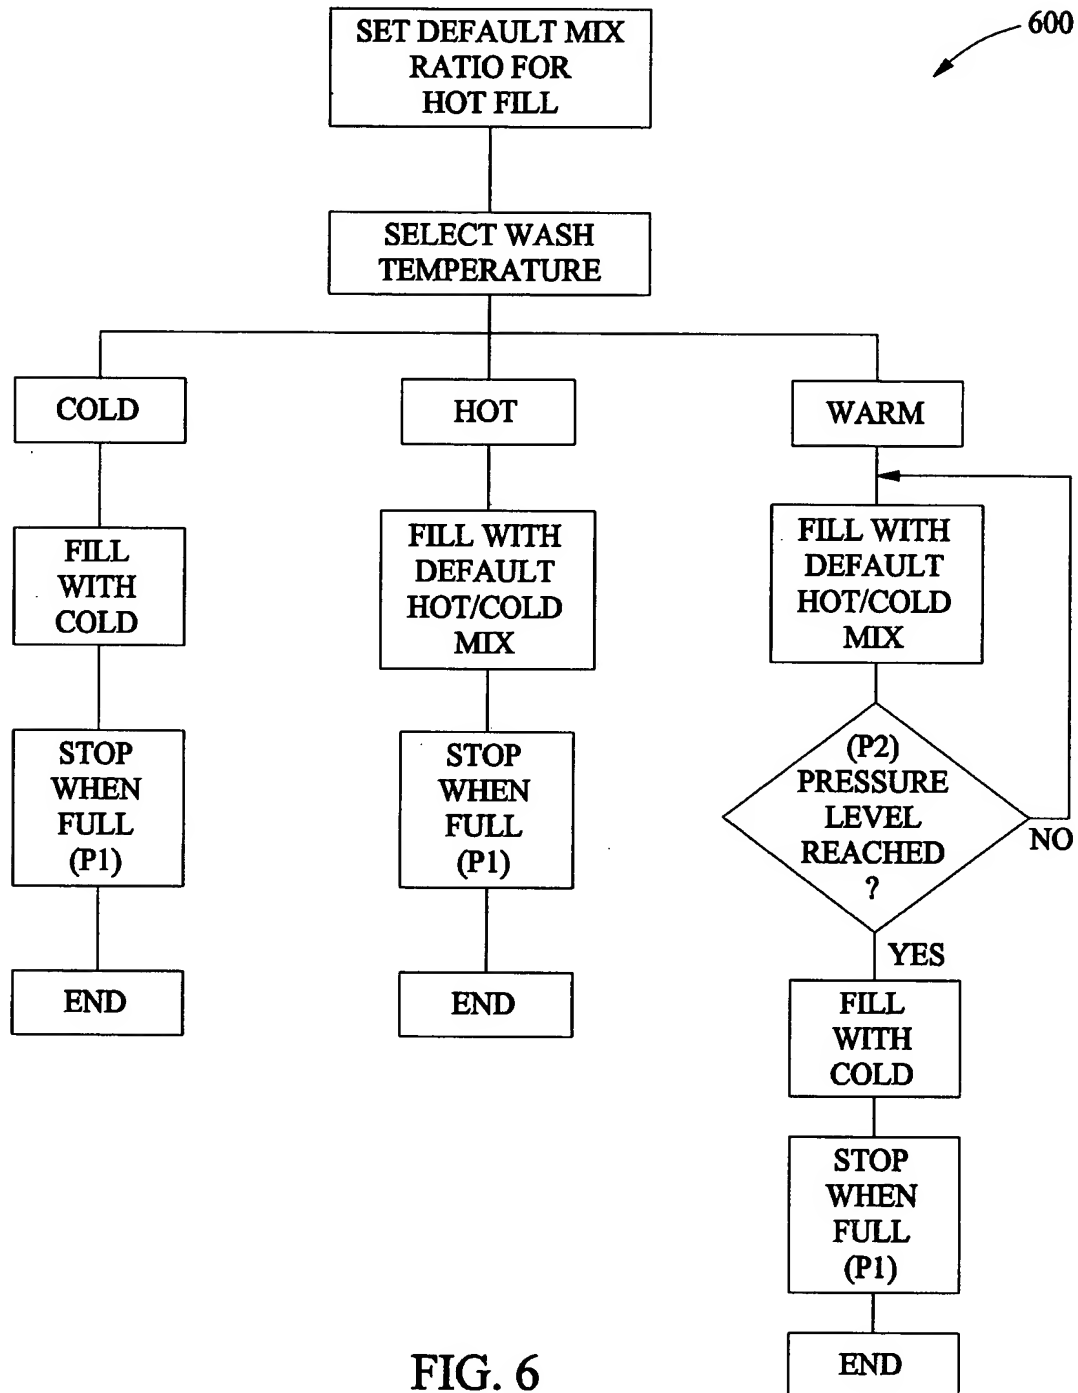 600
SET DEFAULT MIX
RATIO FOR
HOT FILL
SELECT WASH
TEMPERATURE
COLD
FILL
WITH
COLD
STOP
WHEN
FULL
(P1)
END
HOT
FILL WITH
DEFAULT
HOT/COLD
MIX
STOP
WHEN
FULL
(P1)
END
WARM
FILL WITH
DEFAULT
HOT/COLD
MIX
(P2)
PRESSURE
LEVEL
REACHED
?
NO
YES
FILL
WITH
COLD
STOP
WHEN
FULL
(P1)
END
FIG. 6